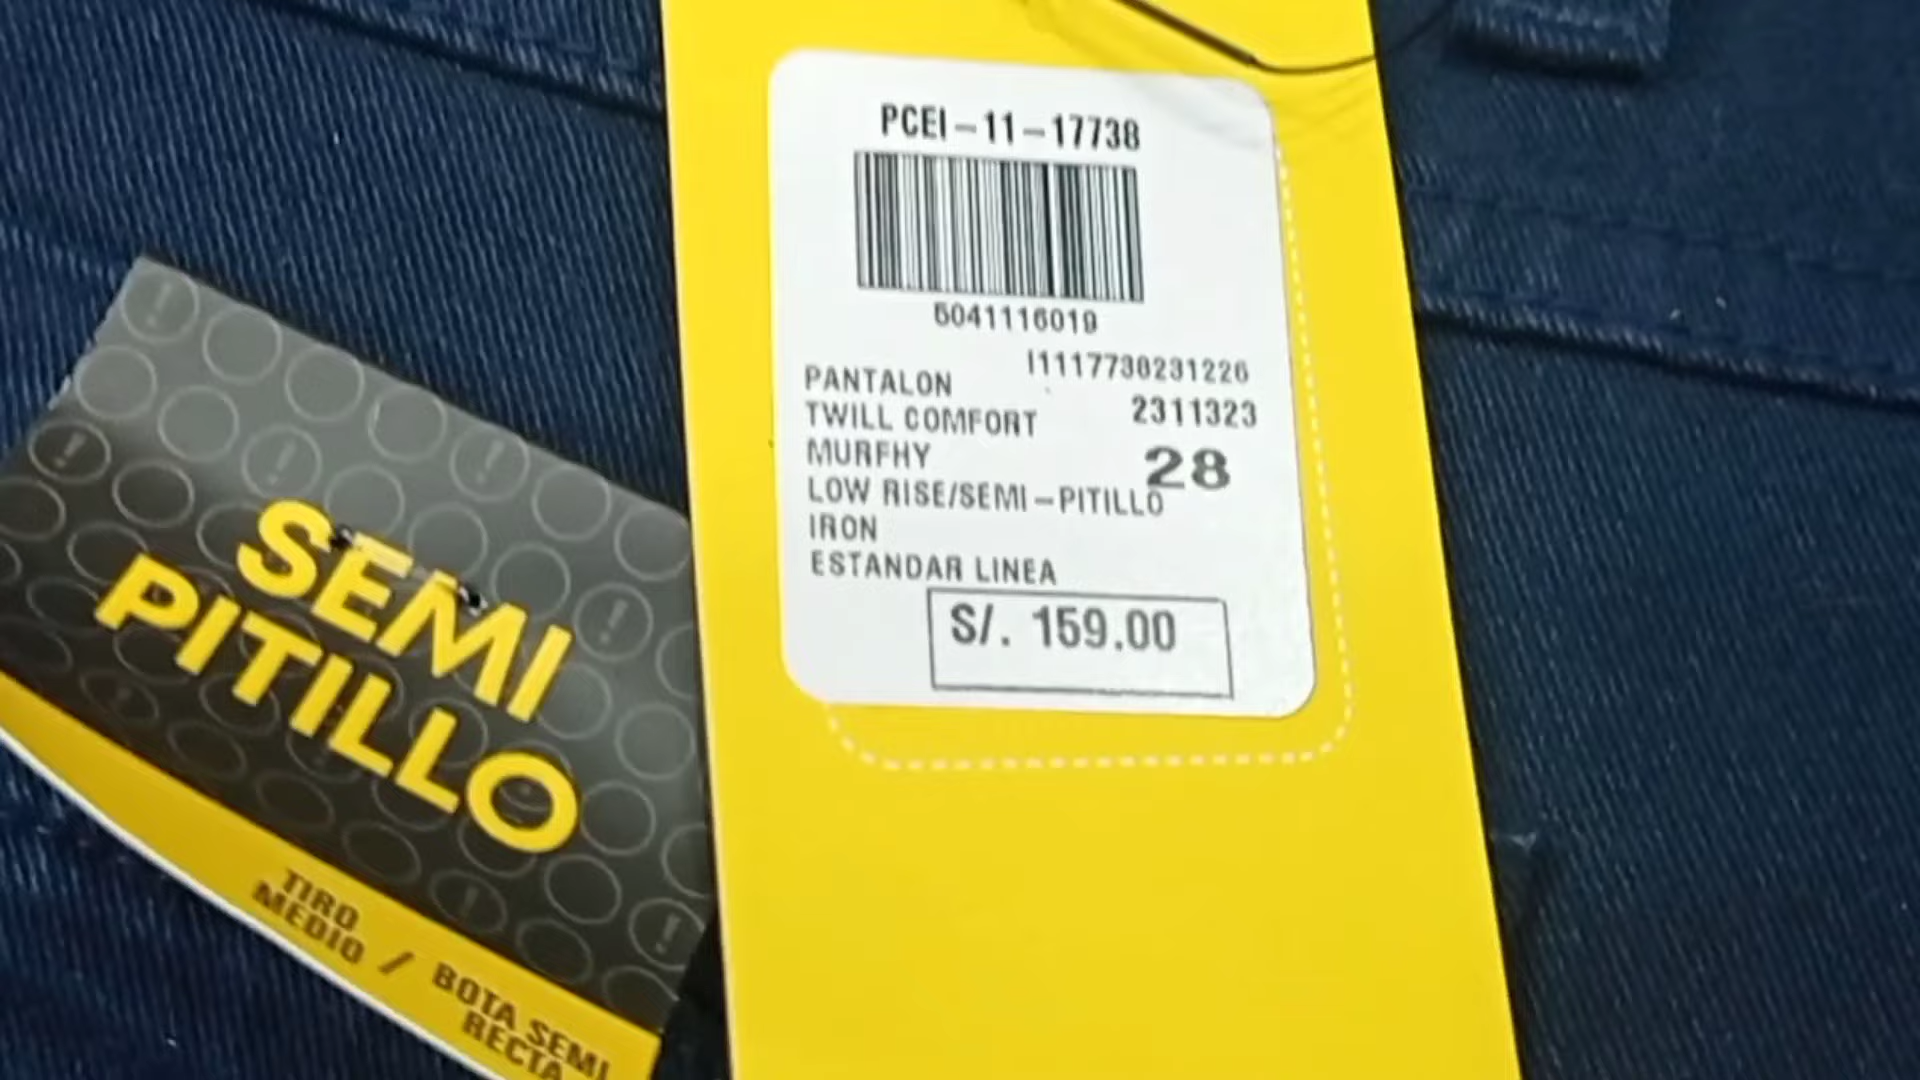 PCEI-11-17738
5041116019
I1117738231226
PANTALON
2311323
TWILL COMFORT
MURFHY
28
LOW RISE/SEMI-PITILLO
IRON
ESTANDAR LINEA
S/. 159.00
SEMI
PITILLO
TIRO
MEDIO / BOTA SEMI
RECTA